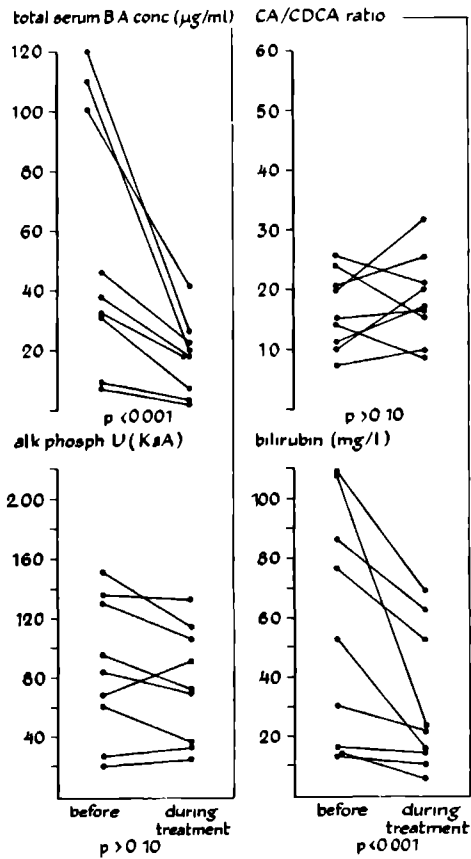 total serum BA conc (µg/ml)
CA/CDCA ratio
120
100
80
60
40
20
p <0001
60
50
40
30
20
10
p >0 10
alk phosph U (KsA)
200
160
120
80
40
before
during
treatment
p > 0 10
bilirubin (mg/l)
100
80
60
40
20
before
during
treatment
p<0 001